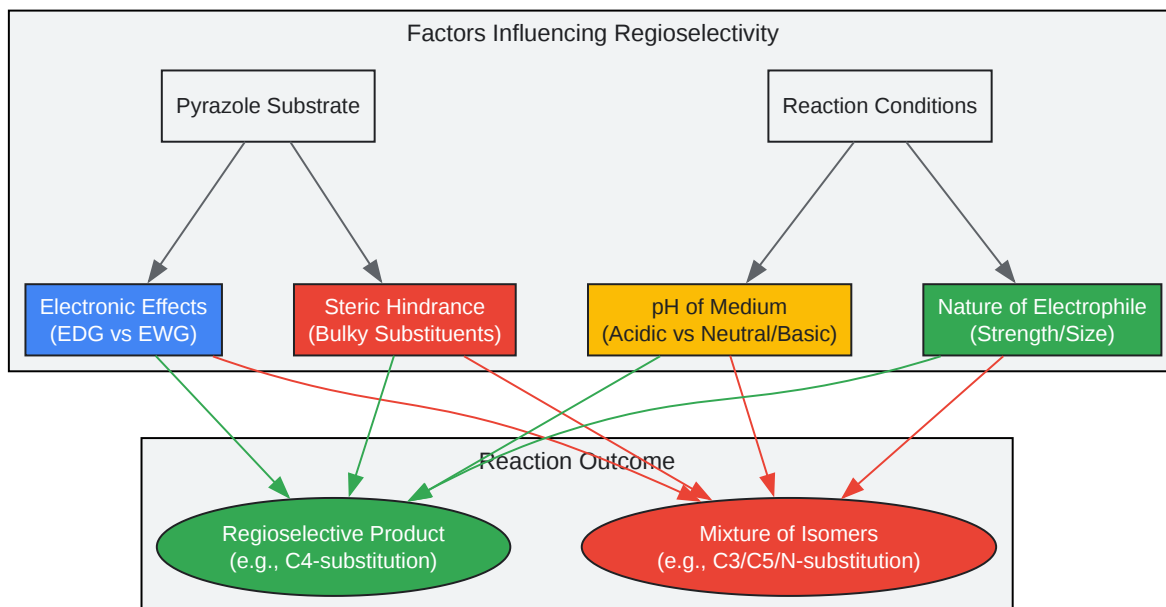 Factors Influencing Regioselectivity
Pyrazole Substrate
Reaction Conditions
Electronic Effects
(EDG vs EWG)
Steric Hindrance
(Bulky Substituents)
pH of Medium
(Acidic vs Neutral/Basic)
Nature of Electrophile
(Strength/Size)
Reaction Outcome
Regioselective Product
(e.g., C4-substitution)
Mixture of Isomers
(e.g., C3/C5/N-substitution)